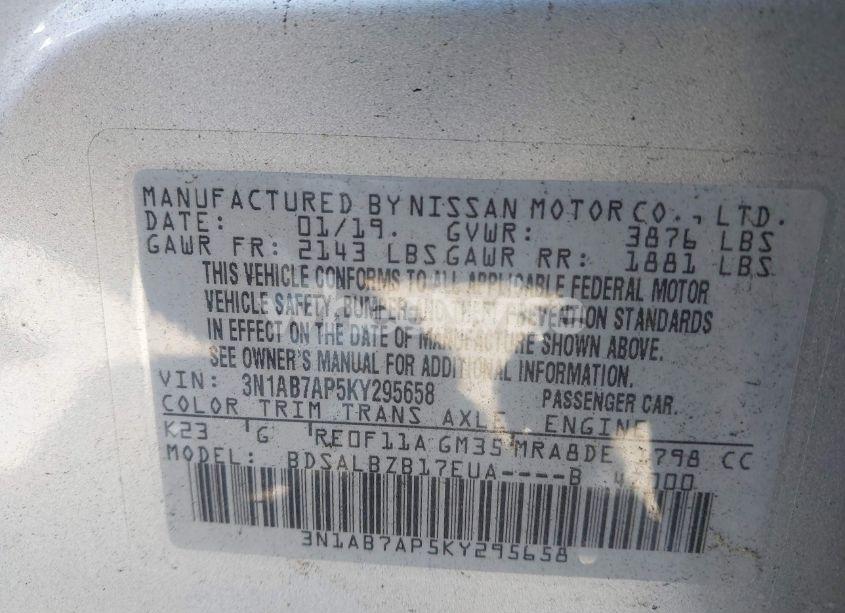 MANUFACTURED BY NISSAN MOTOR CO., LTD.
DATE: 01/19. GVWR: 3876 LBS
GAWR FR: 2143 LBS GAWR RR: 1881 LBS
THIS VEHICLE CONFORMS TO ALL APPLICABLE FEDERAL MOTOR
VEHICLE SAFETY, BUMPER, AND THEFT PREVENTION STANDARDS
IN EFFECT ON THE DATE OF MANUFACTURE SHOWN ABOVE.
SEE OWNER'S MANUAL FOR ADDITIONAL INFORMATION.
VIN: 3N1AB7AP5KY295658 PASSENGER CAR.
COLOR TRIM TRANS AXLE ENGINE
K23 G RE0F11A GM35 MRA8DE 1798 CC
MODEL: BDSALBZB17EUA----B
3N1AB7AP5KY295658